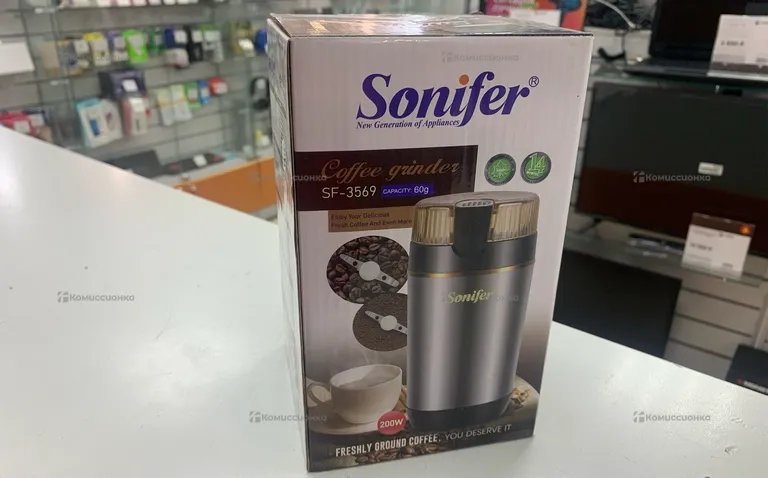 Sonifer®
New Generation of Appliances
Coffee grinder
SF-3569 CAPACITY: 60g
Enjoy Your Delicious
Fresh Coffee And Even More
Sonifer
200W
FRESHLY GROUND COFFEE, YOU DESERVE IT
Комиссионка
Комиссионка
Комиссионка
Комиссионка
Комиссионка